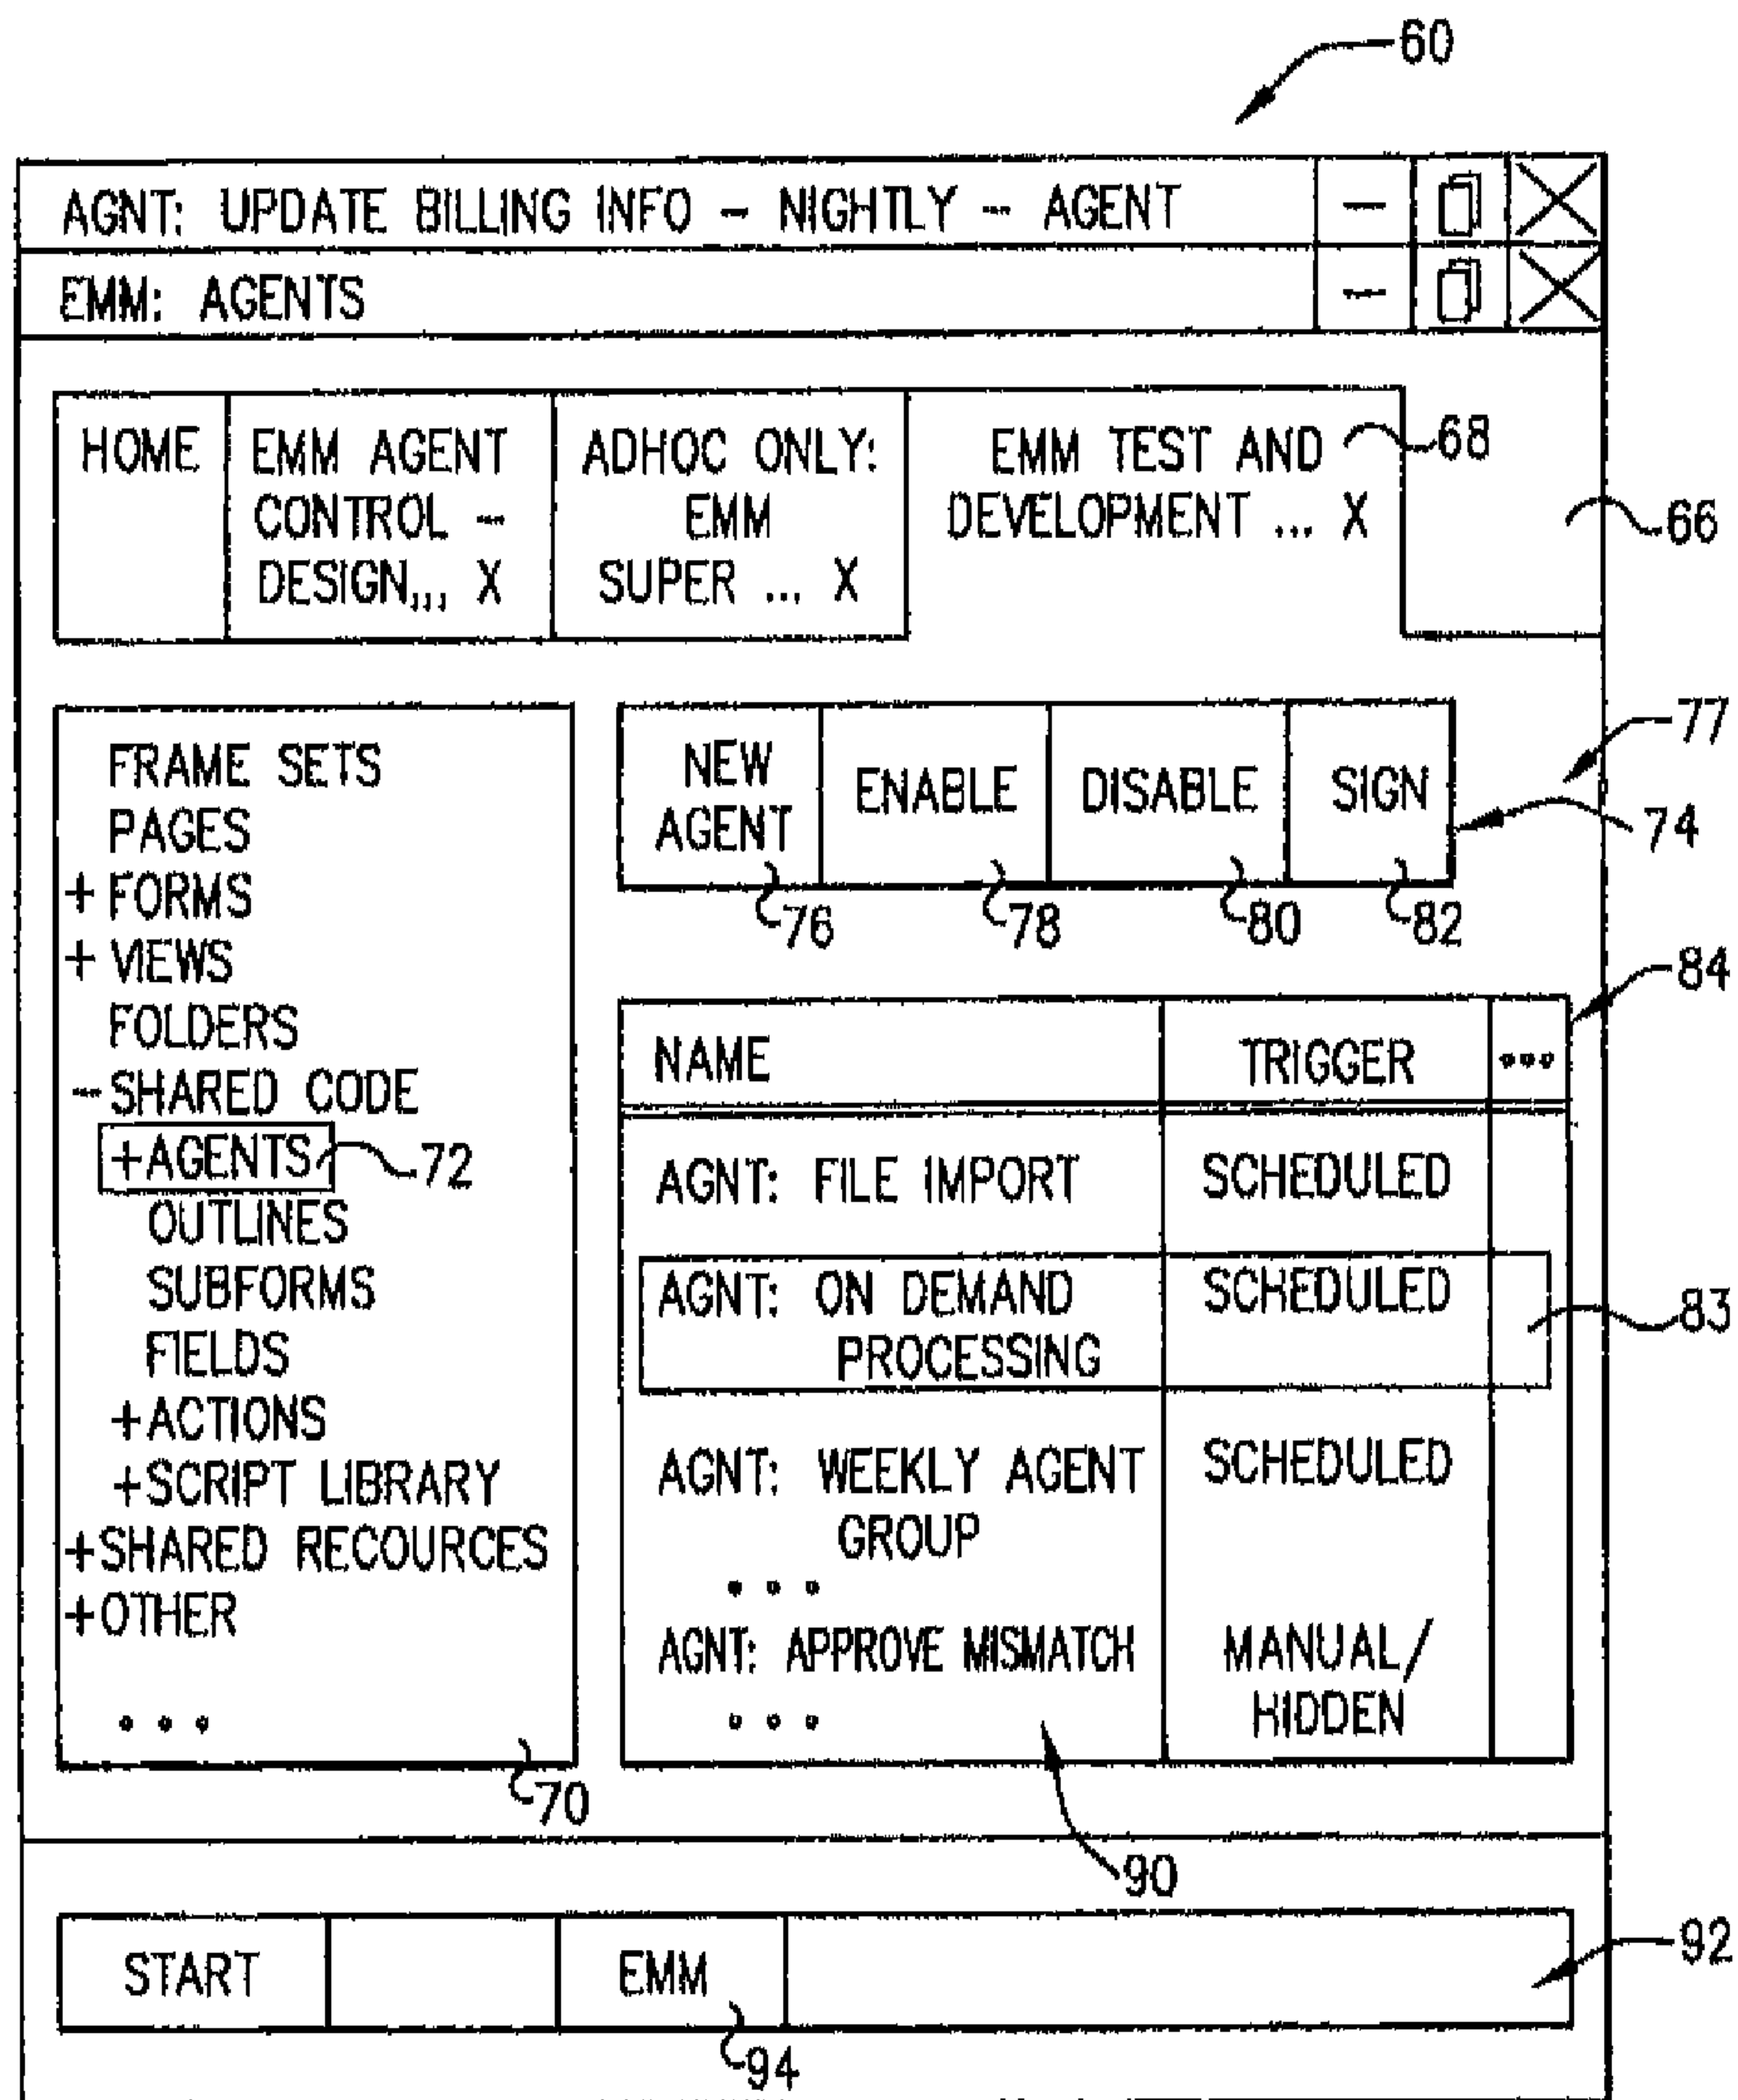 60
AGNT: UPDATE BILLING INFO - NIGHTLY - AGENT
EMM: AGENTS
HOME
EMM AGENT
CONTROL -
DESIGN,,, X
ADHOC ONLY:
EMM
SUPER ... X
EMM TEST AND
DEVELOPMENT ... X
68
66
FRAME SETS
PAGES
+ FORMS
+ VIEWS
FOLDERS
- SHARED CODE
+AGENTS
72
OUTLINES
SUBFORMS
FIELDS
+ACTIONS
+SCRIPT LIBRARY
+SHARED RECOURCES
+OTHER
...
70
NEW
AGENT
ENABLE
DISABLE
SIGN
77
74
76
78
80
82
84
NAME
TRIGGER
...
AGNT: FILE IMPORT
SCHEDULED
AGNT: ON DEMAND
PROCESSING
SCHEDULED
83
AGNT: WEEKLY AGENT
GROUP
SCHEDULED
...
AGNT: APPROVE MISMATCH
MANUAL/
HIDDEN
...
90
START
EMM
92
94